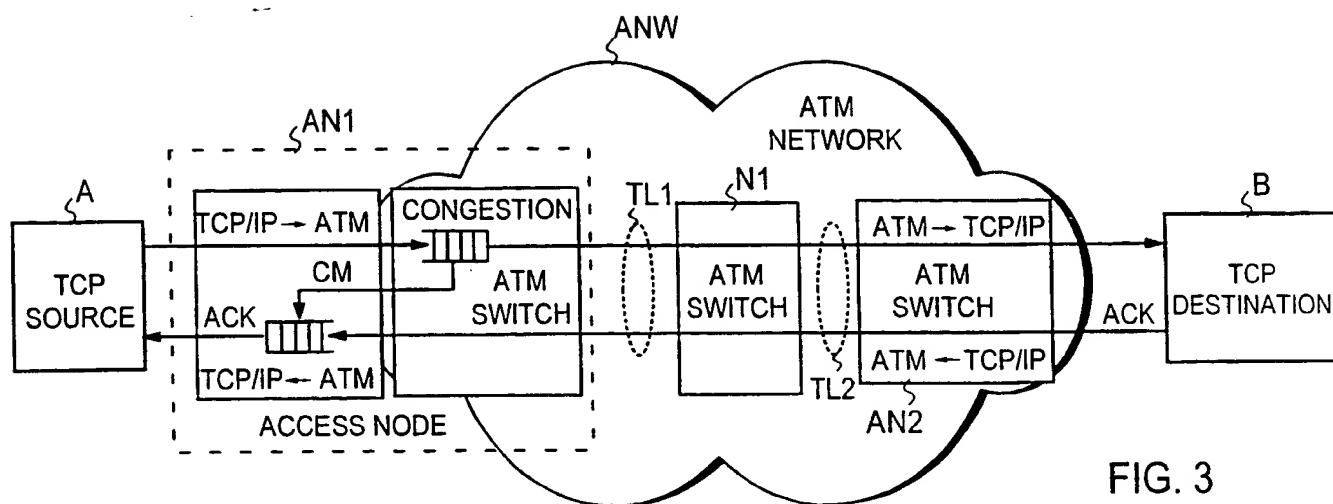 ANW
ATM
NETWORK
AN1
A
TCP
SOURCE
TCP/IP → ATM
CM
ACK
TCP/IP ← ATM
CONGESTION
ATM
SWITCH
ACCESS NODE
TL1
N1
ATM
SWITCH
TL2
ATM → TCP/IP
ATM
SWITCH
ATM ← TCP/IP
AN2
ACK
B
TCP
DESTINATION
FIG. 3